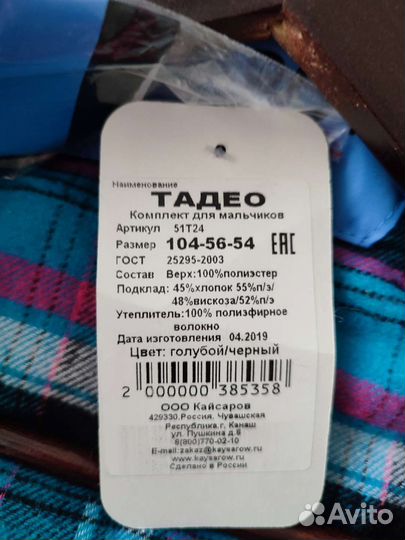 Наименование
ТАДЕО
Комплект для мальчиков
Артикул 51Т24
Размер 104-56-54 ЕАС
ГОСТ 25295-2003
Состав Верх:100%полиэстер
Подклад: 45%хлопок 55%п/э/
48%вискоза/52%п/э
Утеплитель:100% полиэфирное
волокно
Дата изготовления 04.2019
Цвет: голубой/черный
2 000000 385358
ООО Кайсаров
429330.Россия, Чувашская
Республика,г. Канаш
ул. Пушкина д.8
8(800)770-02-10
E-mail:zakaz@kaysarow.ru
Сделано в России
Avito